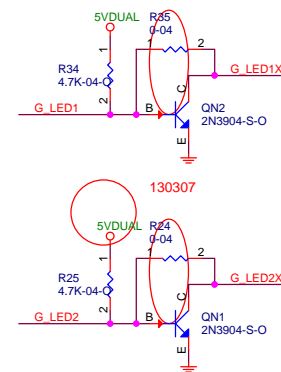 5VDUAL
R35
0-04
1
2
1
R34
4.7K-04-O
2
G_LED1X
C
G_LED1
B
QN2
2N3904-S-O
E
130307
5VDUAL
R24
0-04
1
2
1
R25
4.7K-04-O
2
G_LED2X
C
G_LED2
B
QN1
2N3904-S-O
E